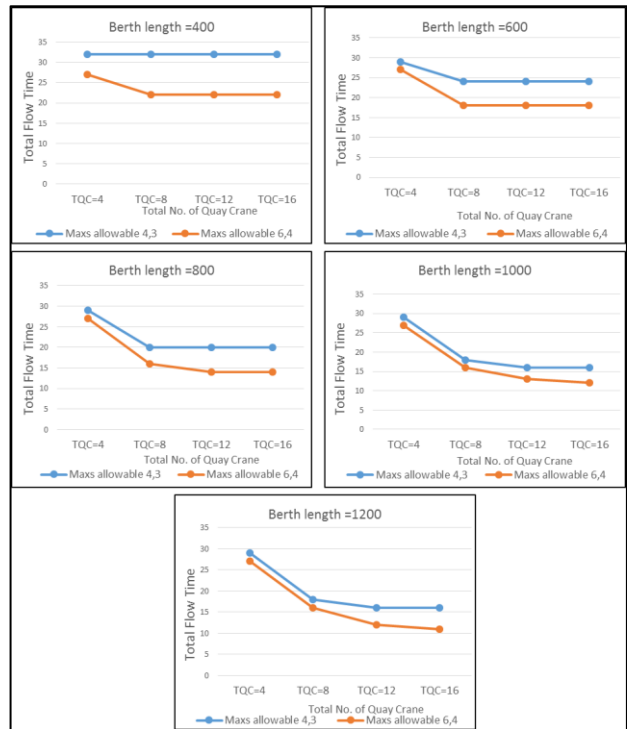 Berth length =400
35
30
25
20
15
10
5
0
Total Flow Time
TQC=4 TQC=8 TQC=12 TQC=16
Total No. of Quay Crane
Maxs allowable 4,3 Maxs allowable 6,4
Berth length =600
35
30
25
20
15
10
5
0
Total Flow Time
TQC=4 TQC=8 TQC=12 TQC=16
Total No. of Quay Crane
Maxs allowable 4,3 Maxs allowable 6,4
Berth length =800
35
30
25
20
15
10
5
0
Total Flow Time
TQC=4 TQC=8 TQC=12 TQC=16
Total No. of Quay Crane
Maxs allowable 4,3 Maxs allowable 6,4
Berth length =1000
35
30
25
20
15
10
5
0
Total Flow Time
TQC=4 TQC=8 TQC=12 TQC=16
Total No. of Quay Crane
Maxs allowable 4,3 Maxs allowable 6,4
Berth length =1200
35
30
25
20
15
10
5
0
Total Flow Time
TQC=4 TQC=8 TQC=12 TQC=16
Total No. of Quay Crane
Maxs allowable 4,3 Maxs allowable 6,4